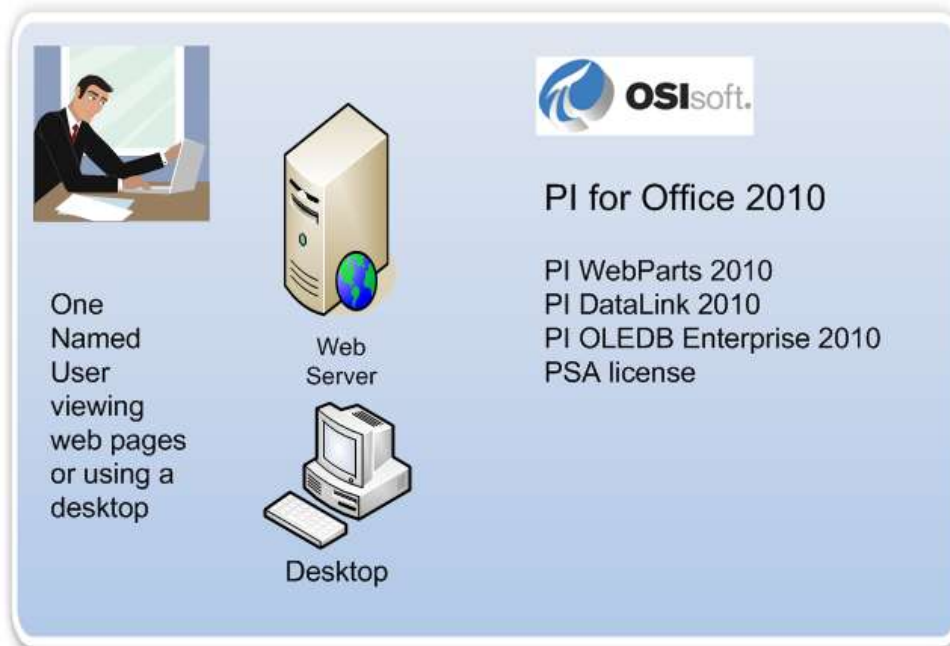 One
Named
User
viewing
web pages
or using a
desktop
Web
Server
Desktop
OSIsoft.
PI for Office 2010
PI WebParts 2010
PI DataLink 2010
PI OLEDB Enterprise 2010
PSA license